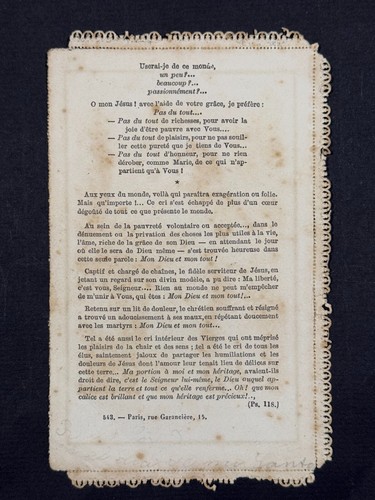 Userai-je de ce monde,
un peu?...
beaucoup?...
passionnément?...
O mon Jésus! avec l'aide de votre grâce, je préfère:
Pas du tout....
— Pas du tout de richesses, pour avoir la
joie d'être pauvre avec Vous....
— Pas du tout de plaisirs, pour ne pas souil-
ler cette pureté que je tiens de Vous...
— Pas du tout d'honneur, pour ne rien
dérober, comme Marie, de ce qui n'ap-
partient qu'à Vous!
*
Aux yeux du monde, voilà qui paraîtra exagération ou folie.
Mais qu'importe!... Ce cri s'est échappé de plus d'un cœur
dégoûté de tout ce que présente le monde.
Au sein de la pauvreté volontaire ou acceptée..., dans le
dénuement ou la privation des choses les plus utiles à la vie,
l'âme, riche de la grâce de son Dieu — en attendant le jour
où elle le sera de Dieu même — s'est trouvée heureuse dans
cette seule parole: Mon Dieu et mon tout!
Captif et chargé de chaînes, le fidèle serviteur de Jésus, en
jetant un regard sur son divin modèle, a pu dire: Ma liberté,
c'est vous, Seigneur.... Rien au monde ne peut m'empêcher
de m'unir à Vous, qui êtes: Mon Dieu et mon tout!...
Retenu sur un lit de douleur, le chrétien souffrant et résigné
a trouvé un adoucissement à ses maux, en répétant doucement
avec les martyrs: Mon Dieu et mon tout...
Tel a été aussi le cri intérieur des Vierges qui ont méprisé
les plaisirs de la chair et des sens; tel a été le cri de tous les
élus, saintement jaloux de partager les humiliations et les
douleurs de Jésus dont l'amour leur tenait lieu de délices sur
cette terre... Ma portion à moi et mon héritage, avaient-ils
droit de dire, c'est le Seigneur lui-même, le Dieu auquel ap-
partient la terre et tout ce qu'elle renferme... Oh! que mon
calice est brillant et que mon héritage est précieux!..,
(Ps. 118.)
543. — Paris, rue Garancière, 15.